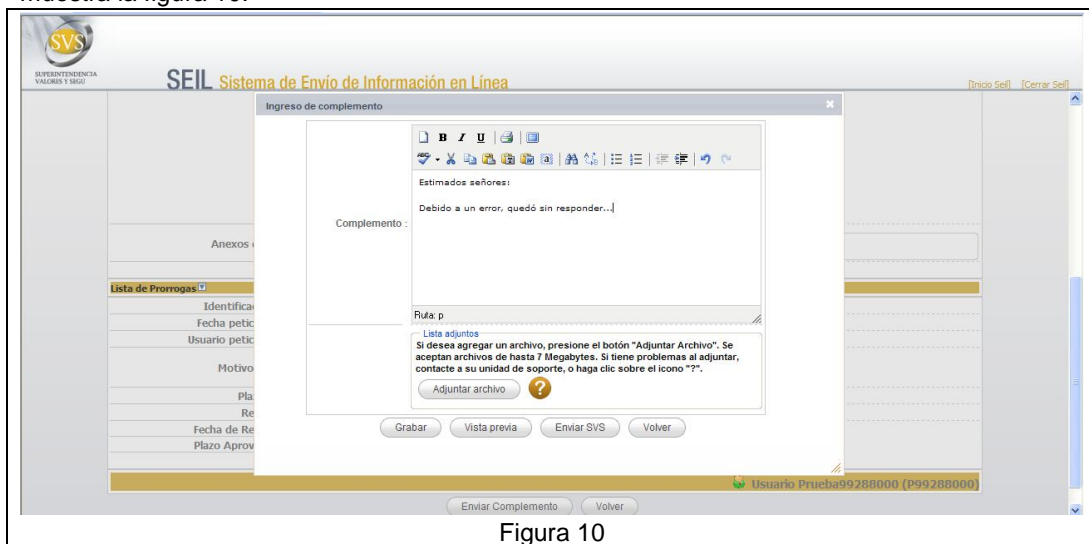 muestra la figura 10.
SVS
SUPERINTENDENCIA
VALORES Y SEGU
SEIL Sistema de Envío de Información en Línea
[Inicio Seil] [Cerrar Seil]
Ingreso de complemento
B I U
Estimados señores:
Debido a un error, quedó sin responder...
Complemento :
Anexos
Lista de Prorrogas
Identifica
Fecha petic
Usuario petic
Motivo
Pla
Re
Fecha de Re
Plazo Aprov
Ruta: p
Lista adjuntos
Si desea agregar un archivo, presione el botón "Adjuntar Archivo". Se
aceptan archivos de hasta 7 Megabytes. Si tiene problemas al adjuntar,
contacte a su unidad de soporte, o haga clic sobre el icono "?".
Adjuntar archivo ?
Grabar Vista previa Enviar SVS Volver
Usuario Prueba99288000 (P99288000)
Enviar Complemento Volver
Figura 10